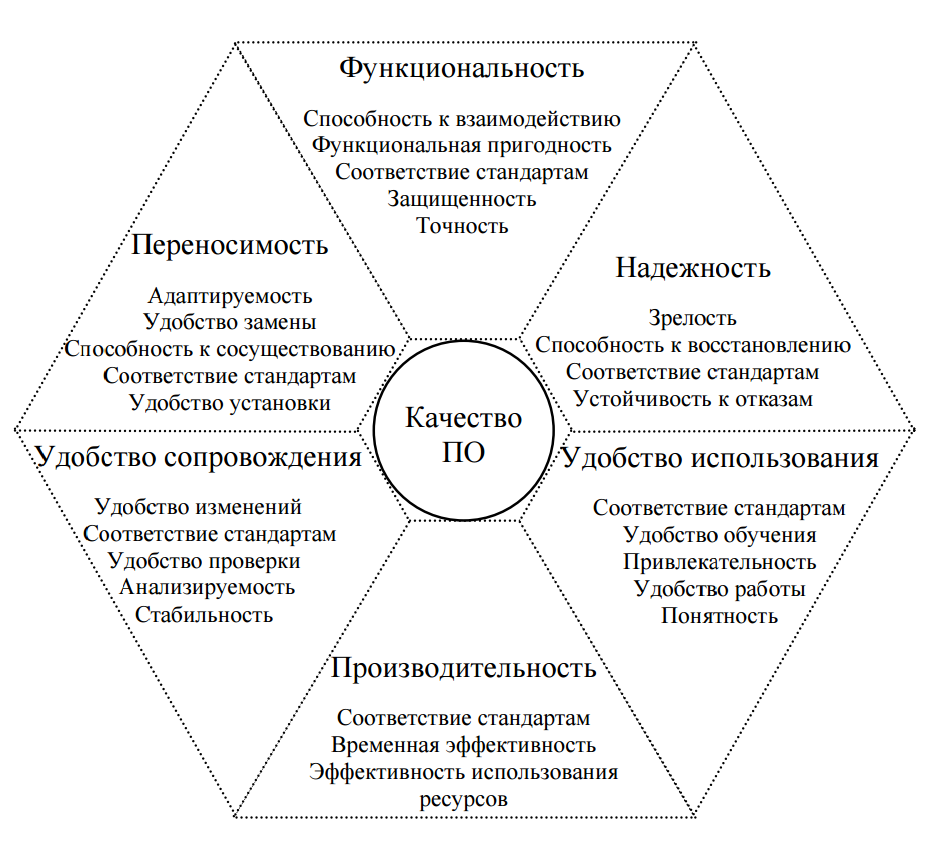 Функциональность
Способность к взаимодействию
Функциональная пригодность
Соответствие стандартам
Защищенность
Точность
Переносимость
Адаптируемость
Удобство замены
Способность к сосуществованию
Соответствие стандартам
Удобство установки
Надежность
Зрелость
Способность к восстановлению
Соответствие стандартам
Устойчивость к отказам
Качество
ПО
Удобство сопровождения
Удобство изменений
Соответствие стандартам
Удобство проверки
Анализируемость
Стабильность
Удобство использования
Соответствие стандартам
Удобство обучения
Привлекательность
Удобство работы
Понятность
Производительность
Соответствие стандартам
Временная эффективность
Эффективность использования
ресурсов